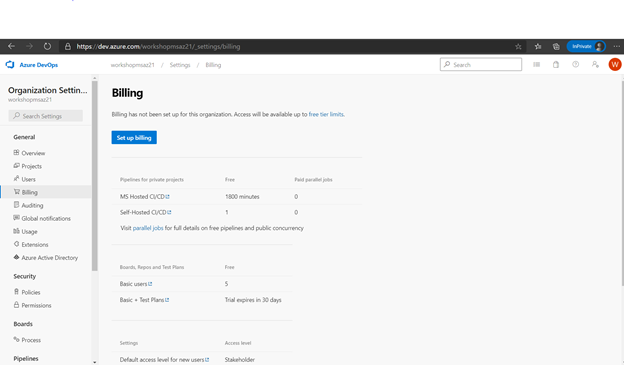 https://dev.azure.com/workshopmsaz21/_settings/billing
InPrivate
Azure DevOps
workshopmsaz21 / Settings / Billing
Search
W
Organization Settin...
workshopmsaz21
Search Settings
General
Overview
Projects
Users
Billing
Auditing
Global notifications
Usage
Extensions
Azure Active Directory
Security
Policies
Permissions
Boards
Process
Pipelines
Billing
Billing has not been set up for this organization. Access will be available up to free tier limits.
Set up billing
Pipelines for private projects Free Paid parallel jobs
MS Hosted CI/CD 1800 minutes 0
Self-Hosted CI/CD 1 0
Visit parallel jobs for full details on free pipelines and public concurrency
Boards, Repos and Test Plans Free
Basic users 5
Basic + Test Plans Trial expires in 30 days
Settings Access level
Default access level for new users Stakeholder